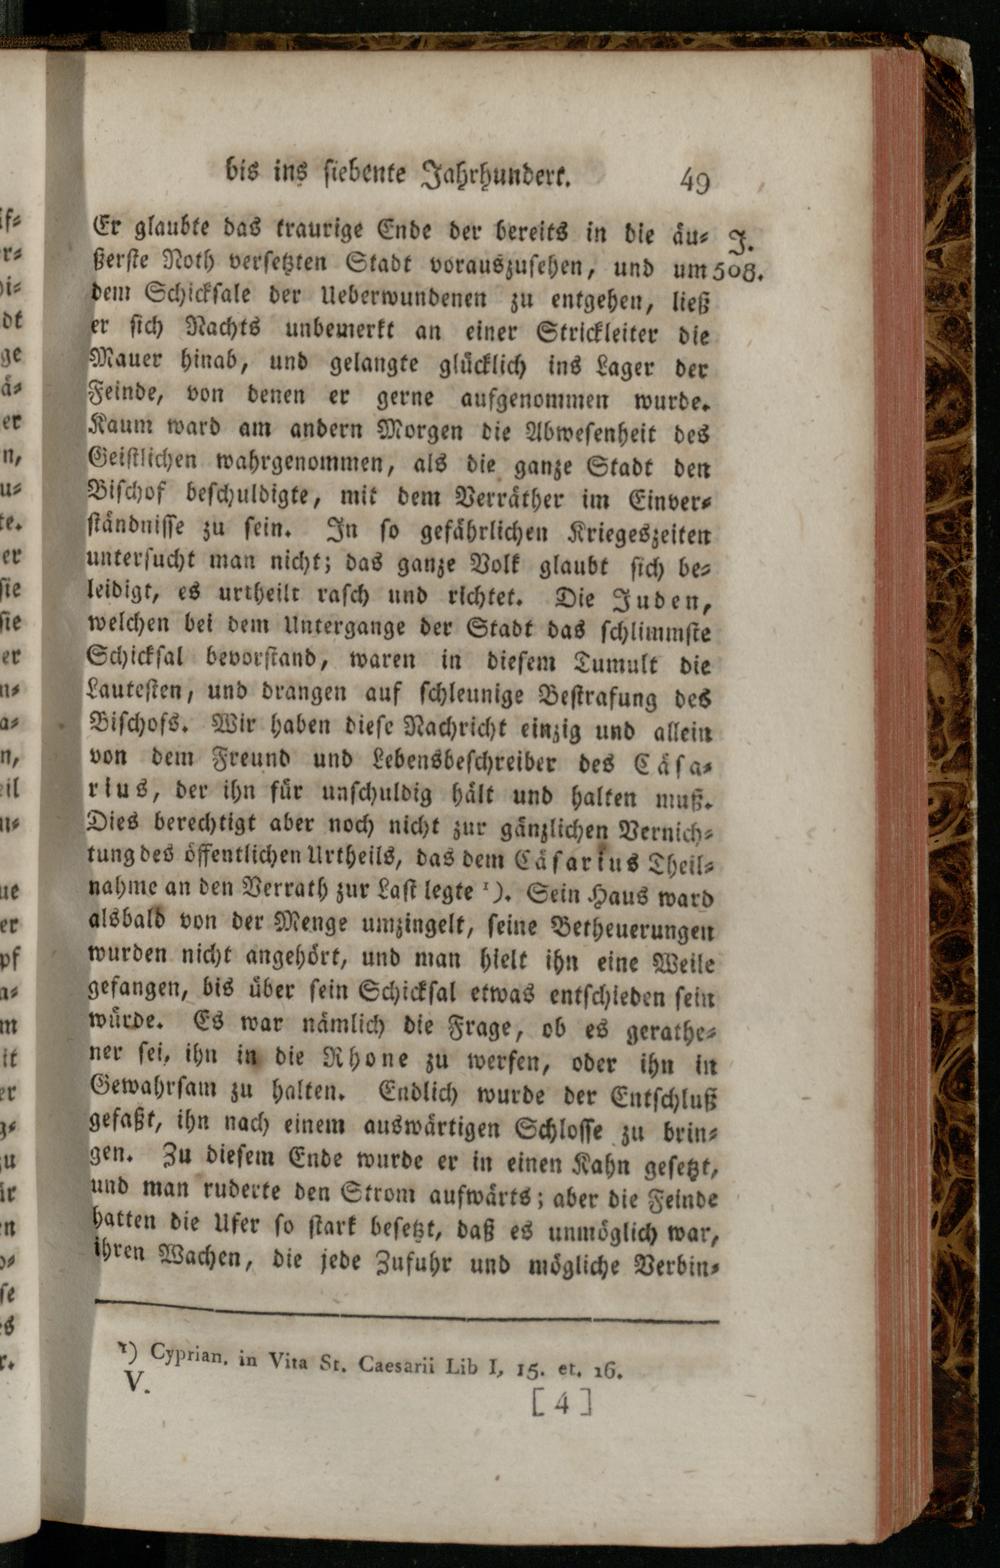 bis ins siebente Jahrhundert. 49
Er glaubte das traurige Ende der bereits in die äu- J.
ßerste Noth versetzten Stadt vorauszusehen, und um 508.
dem Schicksale der Ueberwundenen zu entgehen, ließ
er sich Nachts unbemerkt an einer Strickleiter die
Mauer hinab, und gelangte glücklich ins Lager der
Feinde, von denen er gerne aufgenommen wurde.
Kaum ward am andern Morgen die Abwesenheit des
Geistlichen wahrgenommen, als die ganze Stadt den
Bischof beschuldigte, mit dem Verräther im Einver-
ständnisse zu sein. In so gefährlichen Kriegeszeiten
untersucht man nicht; das ganze Volk glaubt sich be-
leidigt, es urtheilt rasch und richtet. Die Juden,
welchen bei dem Untergange der Stadt das schlimmste
Schicksal bevorstand, waren in diesem Tumult die
Lautesten, und drangen auf schleunige Bestrafung des
Bischofs. Wir haben diese Nachricht einzig und allein
von dem Freund und Lebensbeschreiber des Cäsa-
rius, der ihn für unschuldig hält und halten muß.
Dies berechtigt aber noch nicht zur gänzlichen Vernich-
tung des öffentlichen Urtheils, das dem Cäsarius Theil-
nahme an den Verrath zur Last legte 1). Sein Haus ward
alsbald von der Menge umzingelt, seine Betheuerungen
wurden nicht angehört, und man hielt ihn eine Weile
gefangen, bis über sein Schicksal etwas entschieden sein
würde. Es war nämlich die Frage, ob es gerathe-
ner sei, ihn in die Rhone zu werfen, oder ihn in
Gewahrsam zu halten. Endlich wurde der Entschluß
gefaßt, ihn nach einem auswärtigen Schlosse zu brin-
gen. Zu diesem Ende wurde er in einen Kahn gesetzt,
und man ruderte den Strom aufwärts; aber die Feinde
hatten die Ufer so stark besetzt, daß es unmöglich war,
ihren Wachen, die jede Zufuhr und mögliche Verbin-
1) Cyprian. in Vita St. Caesarii Lib I, 15. et. 16.
V. [4]